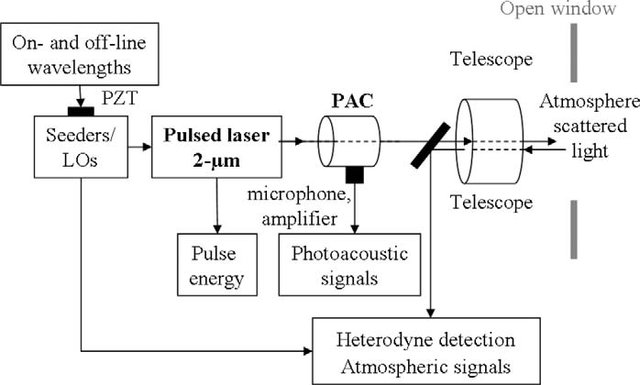 Open window
On- and off-line
wavelengths
Telescope
PZT
PAC
Atmosphere
scattered
light
Seeders/
LOs
Pulsed laser
2-µm
microphone,
amplifier
Telescope
Pulse
energy
Photoacoustic
signals
Heterodyne detection
Atmospheric signals